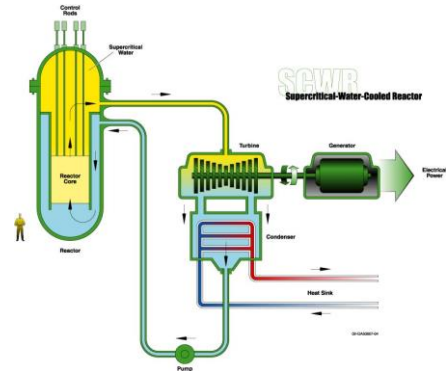 Control
Rods
Supercritical
Water
SCWR
Supercritical-Water-Cooled Reactor
Turbine
Generator
Electrical
Power
Reactor
Core
Condenser
Reactor
Heat Sink
Pump